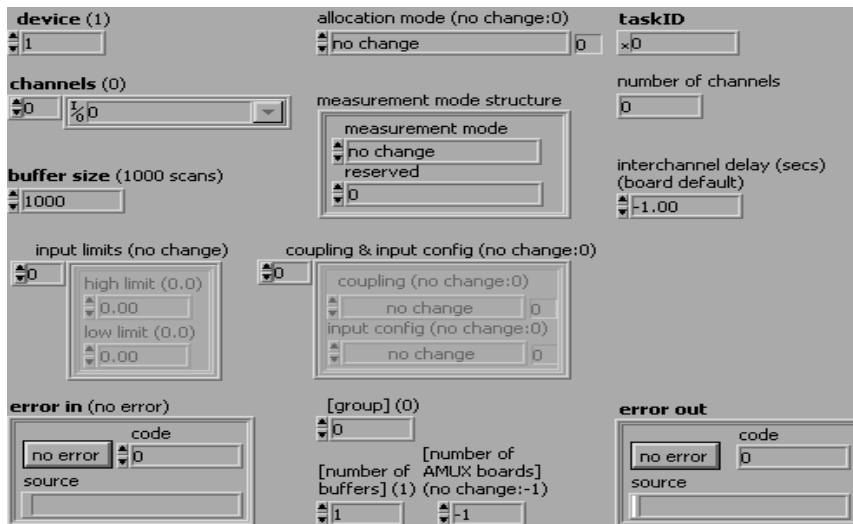 device (1)
1
allocation mode (no change:0)
no change
0
taskID
×0
channels (0)
0
I/O 0
number of channels
0
measurement mode structure
measurement mode
no change
reserved
0
buffer size (1000 scans)
1000
interchannel delay (secs)
(board default)
-1.00
input limits (no change)
0
high limit (0.0)
0.00
low limit (0.0)
0.00
coupling & input config (no change:0)
0
coupling (no change:0)
no change
0
input config (no change:0)
no change
0
error in (no error)
code
no error
0
source
[group] (0)
0
[number of
buffers] (1)
1
[number of
AMUX boards]
(no change:-1)
-1
error out
code
no error
0
source